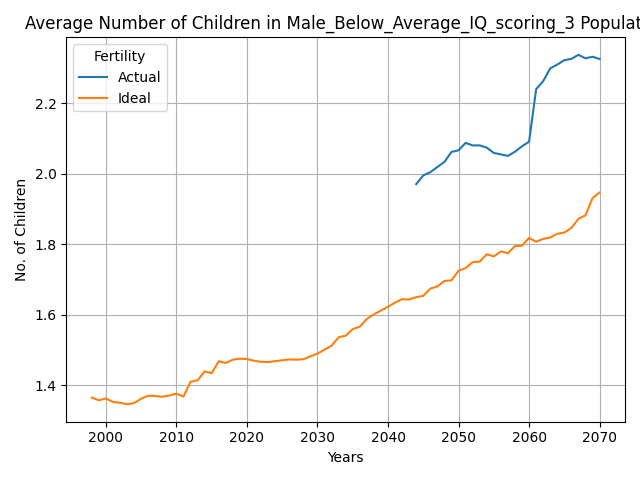 Average Number of Children in Male_Below_Average_IQ_scoring_3 Populat
Fertility
Actual
Ideal
No. of Children
2.2
2.0
1.8
1.6
1.4
2000 2010 2020 2030 2040 2050 2060 2070
Years